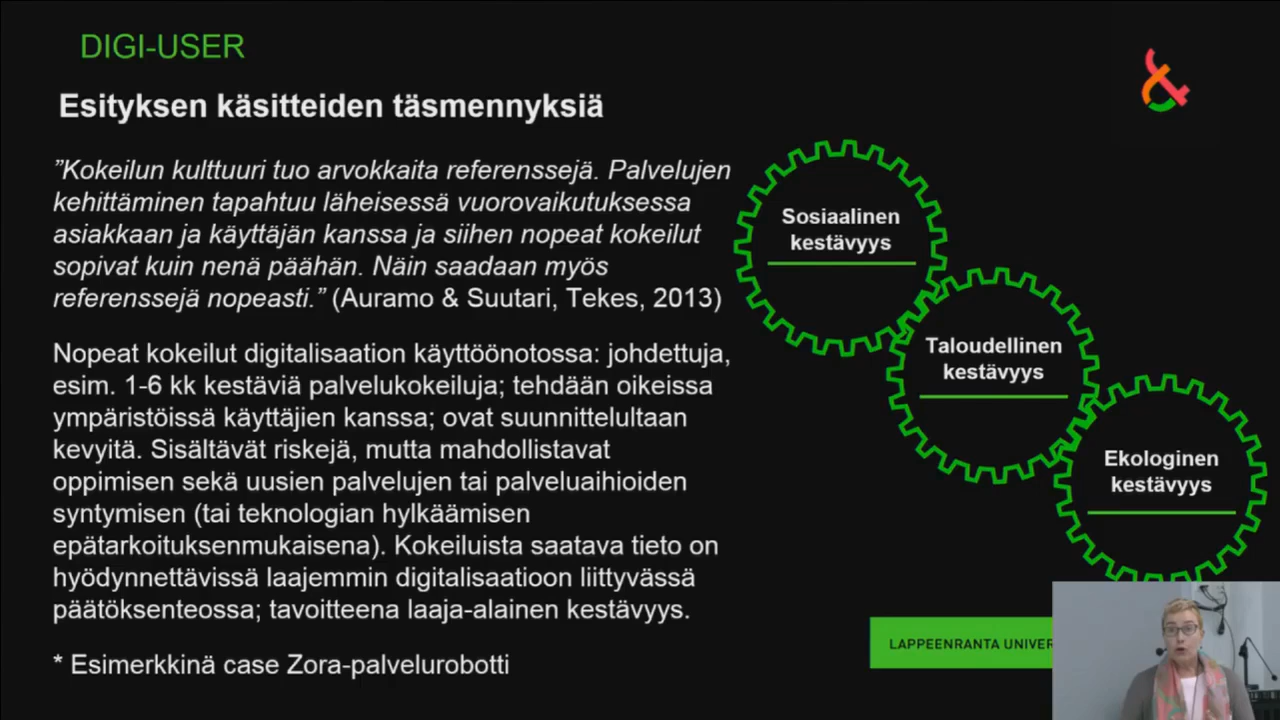 DIGI-USER
Esityksen käsitteiden täsmennyksiä
”Kokeilun kulttuuri tuo arvokkaita referenssejä. Palvelujen
kehittäminen tapahtuu läheisessä vuorovaikutuksessa
asiakkaan ja käyttäjän kanssa ja siihen nopeat kokeilut
sopivat kuin nenä päähän. Näin saadaan myös
referenssejä nopeasti.” (Auramo & Suutari, Tekes, 2013)
Nopeat kokeilut digitalisaation käyttöönotossa: johdettuja,
esim. 1-6 kk kestäviä palvelukokeiluja; tehdään oikeissa
ympäristöissä käyttäjien kanssa; ovat suunnittelultaan
kevyitä. Sisältävät riskejä, mutta mahdollistavat
oppimisen sekä uusien palvelujen tai palveluaihioiden
syntymisen (tai teknologian hylkäämisen
epätarkoituksenmukaisena). Kokeiluista saatava tieto on
hyödynnettävissä laajemmin digitalisaatioon liittyvässä
päätöksenteossa; tavoitteena laaja-alainen kestävyys.
* Esimerkkinä case Zora-palvelurobotti
&
Sosiaalinen
kestävyys
Taloudellinen
kestävyys
Ekologinen
kestävyys
LAPPEENRANTA UNIVER